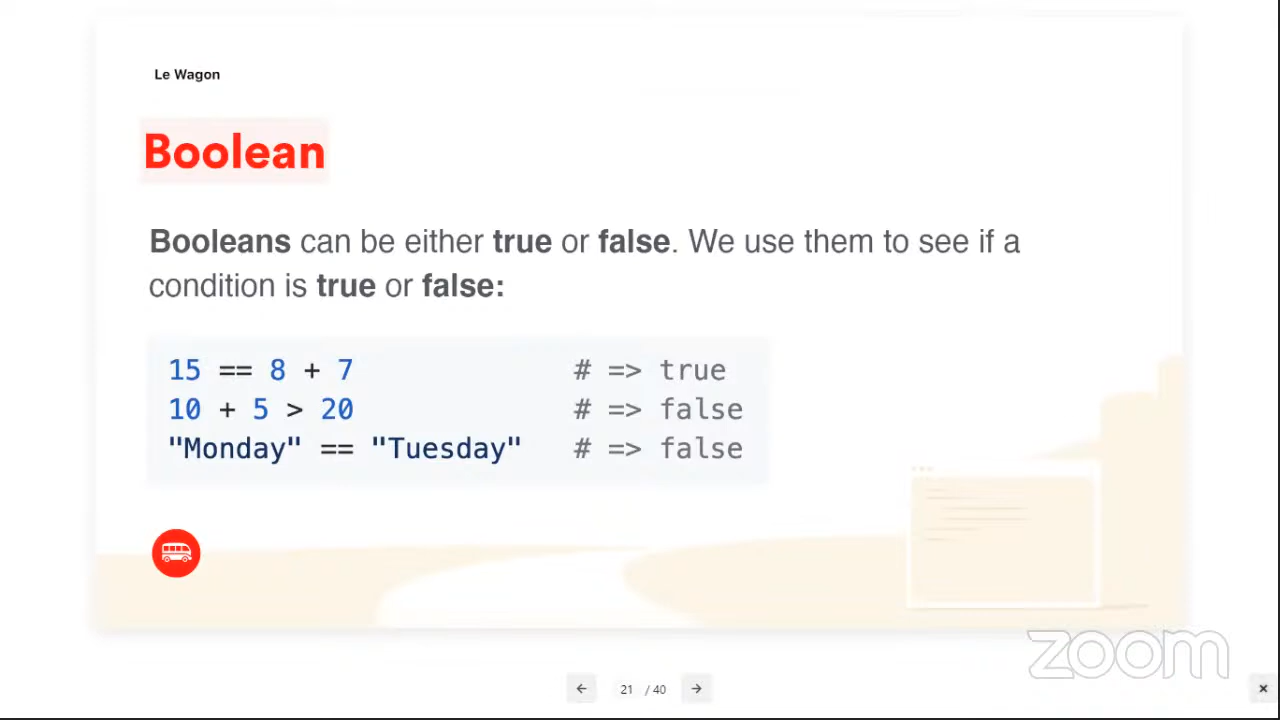 Le Wagon
Boolean
Booleans can be either true or false. We use them to see if a
condition is true or false:
15 == 8 + 7 # => true
10 + 5 > 20 # => false
"Monday" == "Tuesday" # => false
zoom
21 / 40